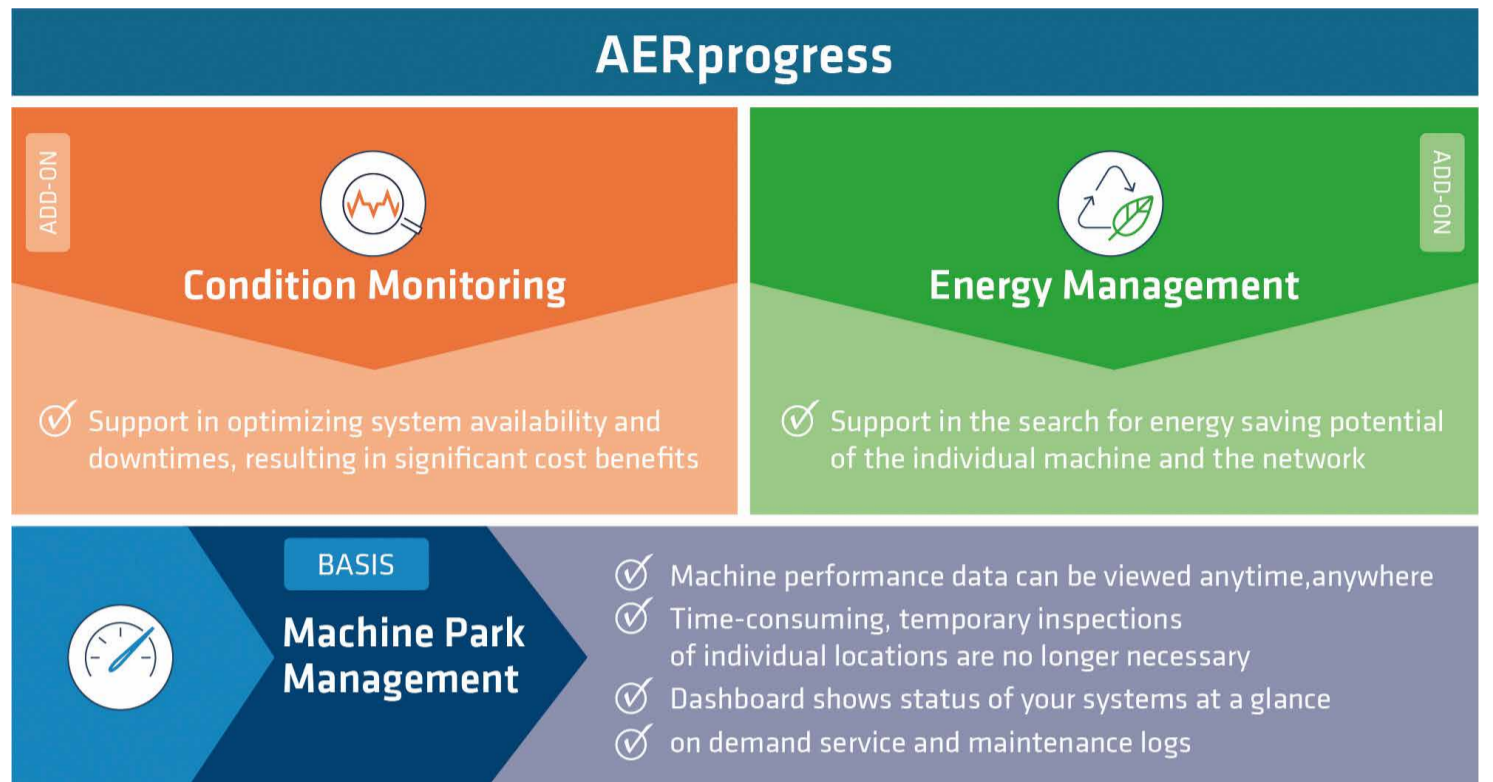 AERprogress
ADD-ON
Condition Monitoring
Support in optimizing system availability and
downtimes, resulting in significant cost benefits
ADD-ON
Energy Management
Support in the search for energy saving potential
of the individual machine and the network
BASIS
Machine Park
Management
Machine performance data can be viewed anytime,anywhere
Time-consuming, temporary inspections
of individual locations are no longer necessary
Dashboard shows status of your systems at a glance
on demand service and maintenance logs